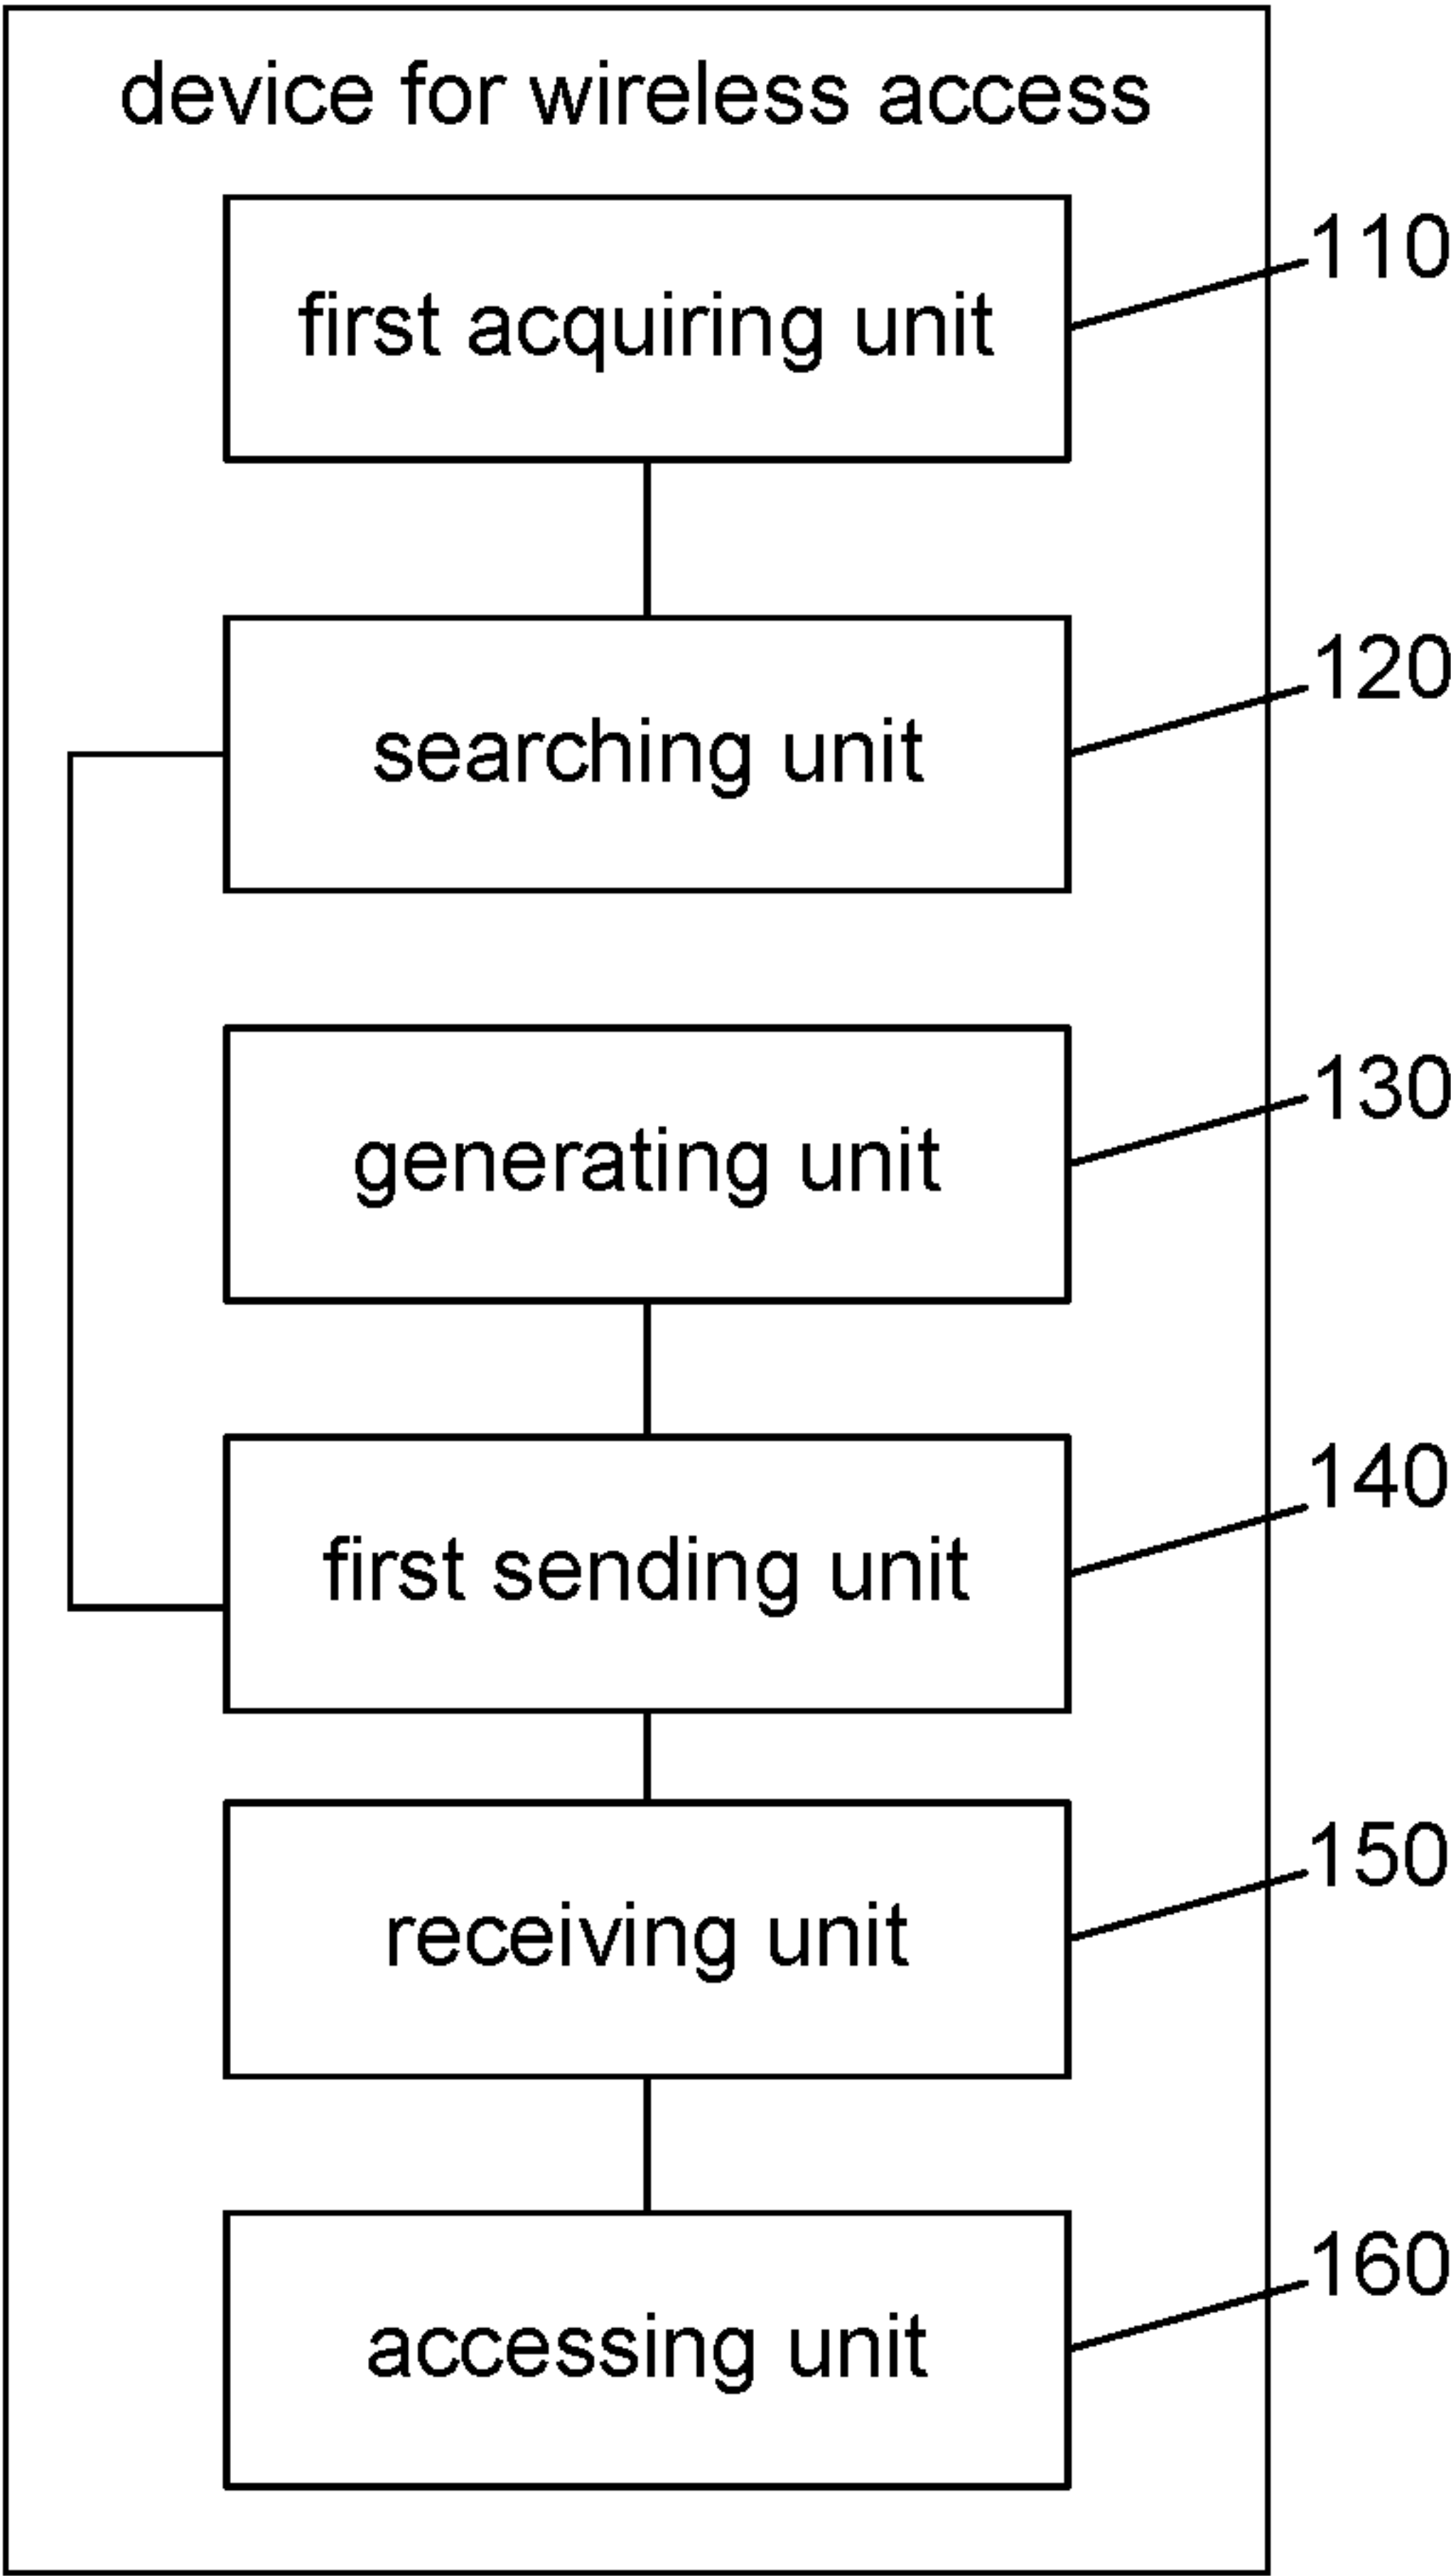 device for wireless access
first acquiring unit
110
searching unit
120
generating unit
130
first sending unit
140
receiving unit
150
accessing unit
160